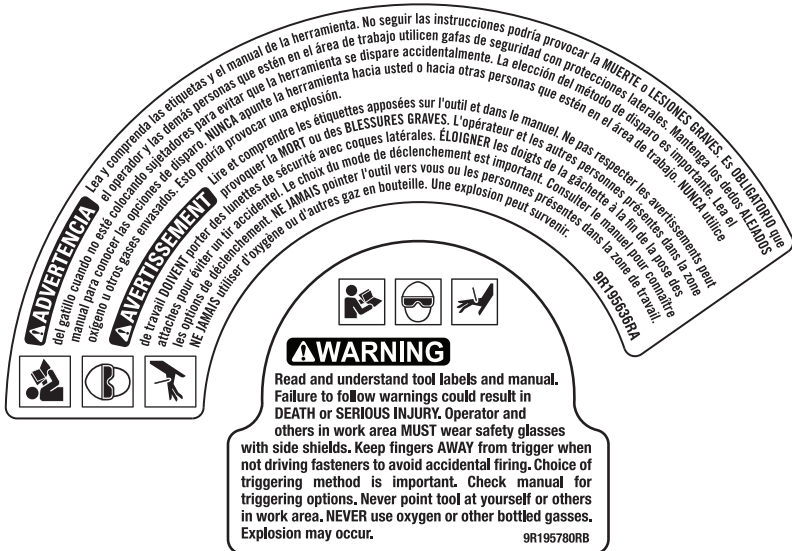 ADVERTENCIA Lea y comprenda las etiquetas y el manual de la herramienta. No seguir las instrucciones podría provocar la MUERTE o LESIONES GRAVES. Es OBLIGATORIO que
el operador y las demás personas que estén en el área de trabajo utilicen gafas de seguridad con protecciones laterales. Mantenga los dedos ALEJADOS
del gatillo cuando no esté colocando sujetadores para evitar que la herramienta se dispare accidentalmente. La elección del método de disparo es importante. Lea el
manual para conocer las opciones de disparo. NUNCA apunte la herramienta hacia usted o hacia otras personas que estén en el área de trabajo. NUNCA utilice
oxígeno u otros gases envasados. Esto podría provocar una explosión.
AVERTISSEMENT Lire et comprendre les étiquettes apposées sur l'outil et dans le manuel. Ne pas respecter les avertissements peut
provoquer la MORT ou des BLESSURES GRAVES. L'opérateur et les autres personnes présentes dans la zone
de travail DOIVENT porter des lunettes de sécurité avec coques latérales. ÉLOIGNER les doigts de la gâchette à la fin de la pose des
attaches pour éviter un tir accidentel. Le choix du mode de déclenchement est important. Consulter le manuel pour connaître
les options de déclenchement. NE JAMAIS pointer l'outil vers vous ou les personnes présentes dans la zone de travail.
NE JAMAIS utiliser d'oxygène ou d'autres gaz en bouteille. Une explosion peut survenir.
9R195636RA
WARNING
Read and understand tool labels and manual.
Failure to follow warnings could result in
DEATH or SERIOUS INJURY. Operator and
others in work area MUST wear safety glasses
with side shields. Keep fingers AWAY from trigger when
not driving fasteners to avoid accidental firing. Choice of
triggering method is important. Check manual for
triggering options. Never point tool at yourself or others
in work area. NEVER use oxygen or other bottled gasses.
Explosion may occur.
9R195780RB